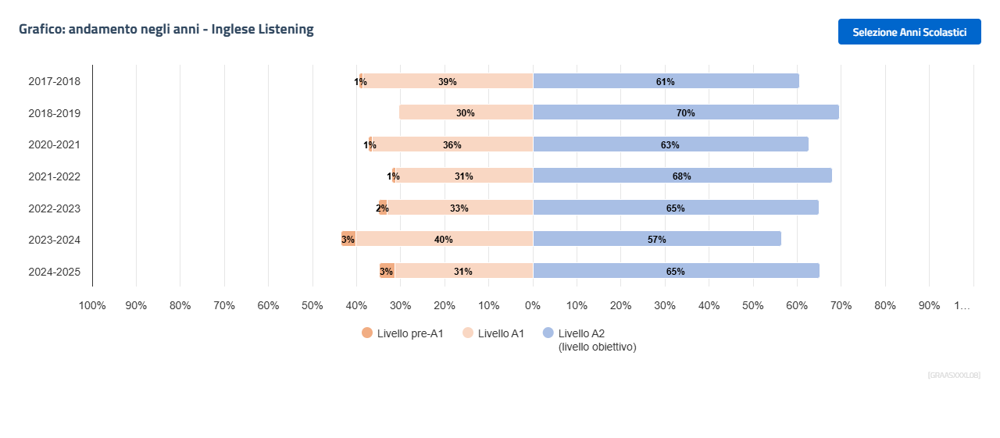 Grafico: andamento negli anni - Inglese Listening
Selezione Anni Scolastici
2017-2018 1% 39% 61%
2018-2019 30% 70%
2020-2021 1% 36% 63%
2021-2022 1% 31% 68%
2022-2023 2% 33% 65%
2023-2024 3% 40% 57%
2024-2025 3% 31% 65%
100% 90% 80% 70% 60% 50% 40% 30% 20% 10% 0% 10% 20% 30% 40% 50% 60% 70% 80% 90% 1…
Livello pre-A1 Livello A1 Livello A2
(livello obiettivo)
[GRAASXXXL08]